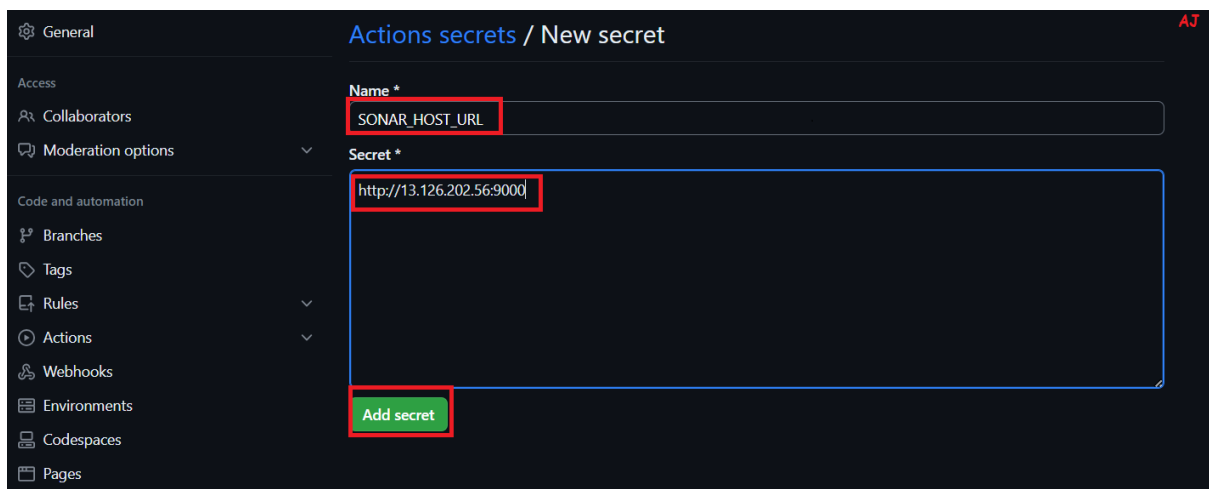 General
Access
Collaborators
Moderation options
Code and automation
Branches
Tags
Rules
Actions
Webhooks
Environments
Codespaces
Pages
Actions secrets / New secret
AJ
Name *
SONAR_HOST_URL
Secret *
http://13.126.202.56:9000
Add secret